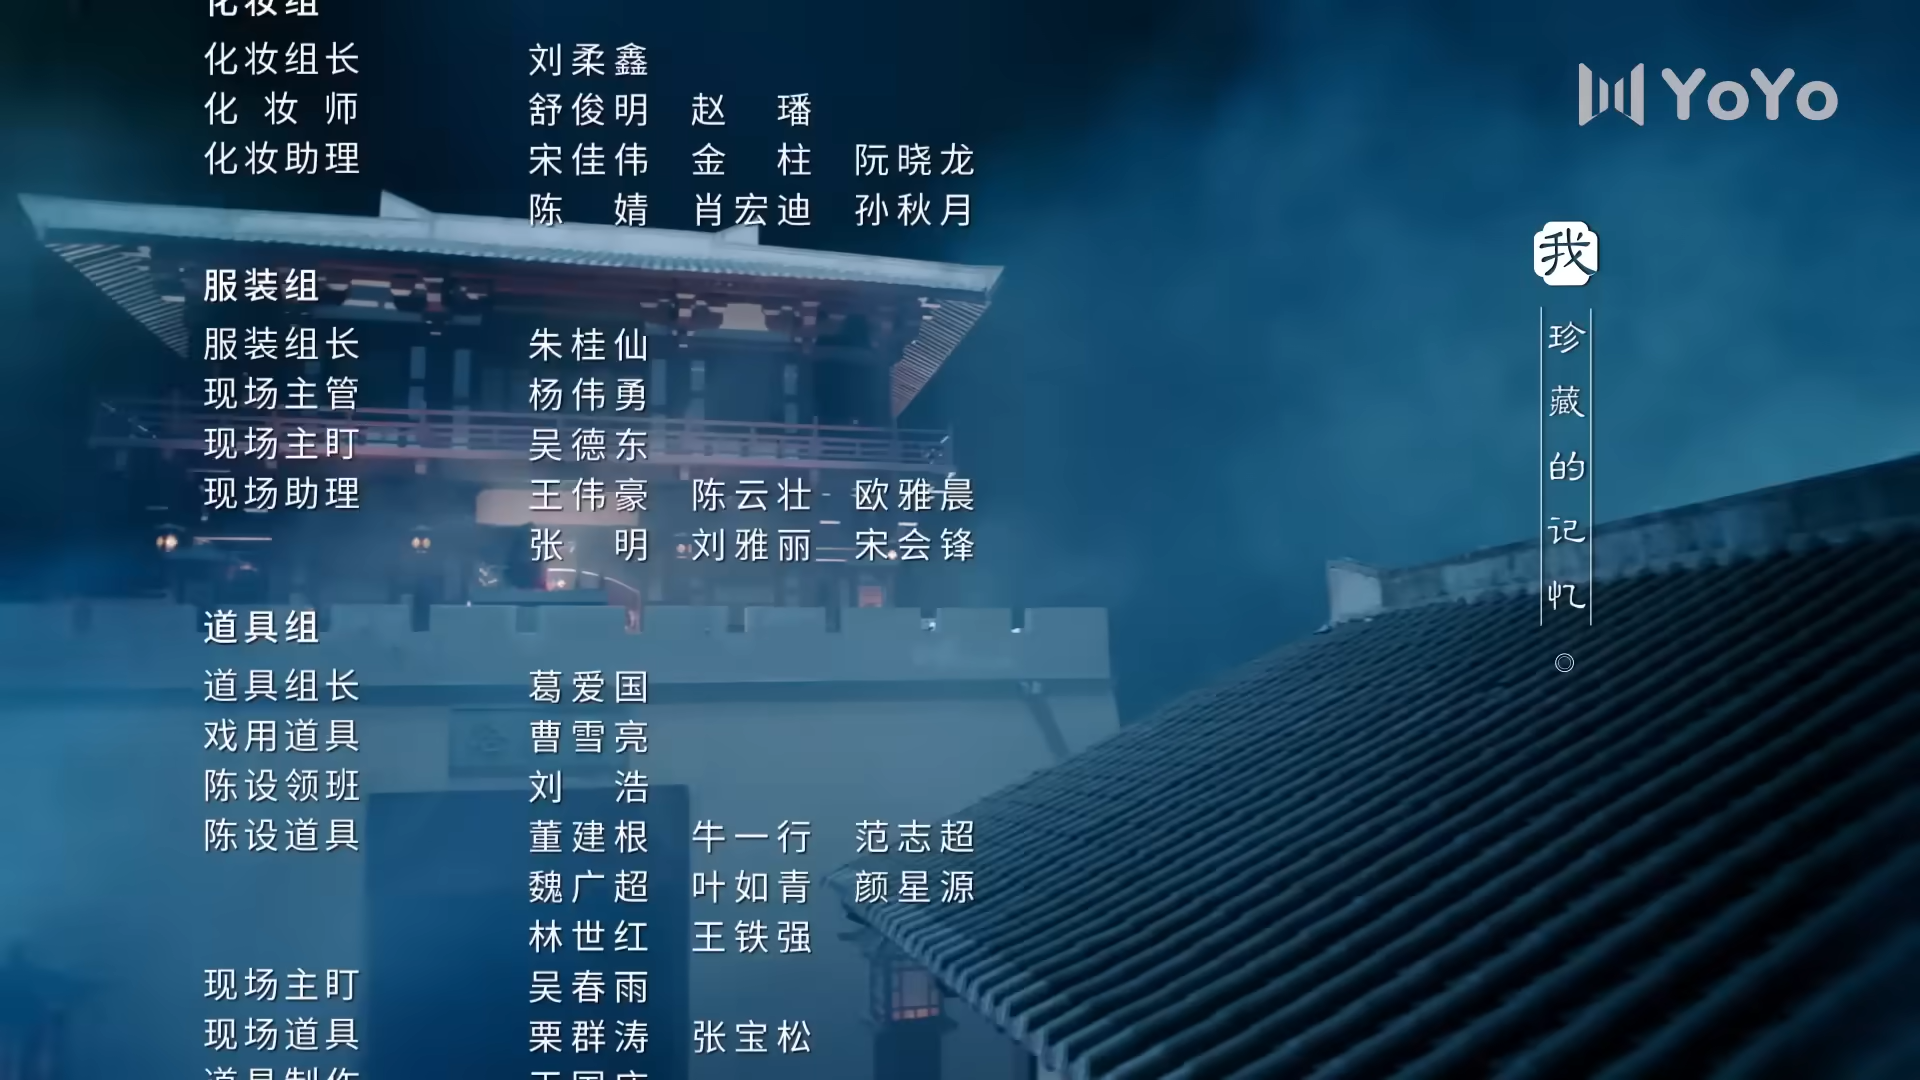 化妆组
化妆组长 刘柔鑫
化妆师 舒俊明 赵璠
化妆助理 宋佳伟 金柱 阮晓龙
陈婧 肖宏迪 孙秋月
服装组
服装组长 朱桂仙
现场主管 杨伟勇
现场主盯 吴德东
现场助理 王伟豪 陈云壮 欧雅晨
张明 刘雅丽 宋会锋
道具组
道具组长 葛爱国
戏用道具 曹雪亮
陈设领班 刘浩
陈设道具 董建根 牛一行 范志超
魏广超 叶如青 颜星源
林世红 王铁强
现场主盯 吴春雨
现场道具 栗群涛 张宝松
道具制作
YoYo
我珍藏的记忆